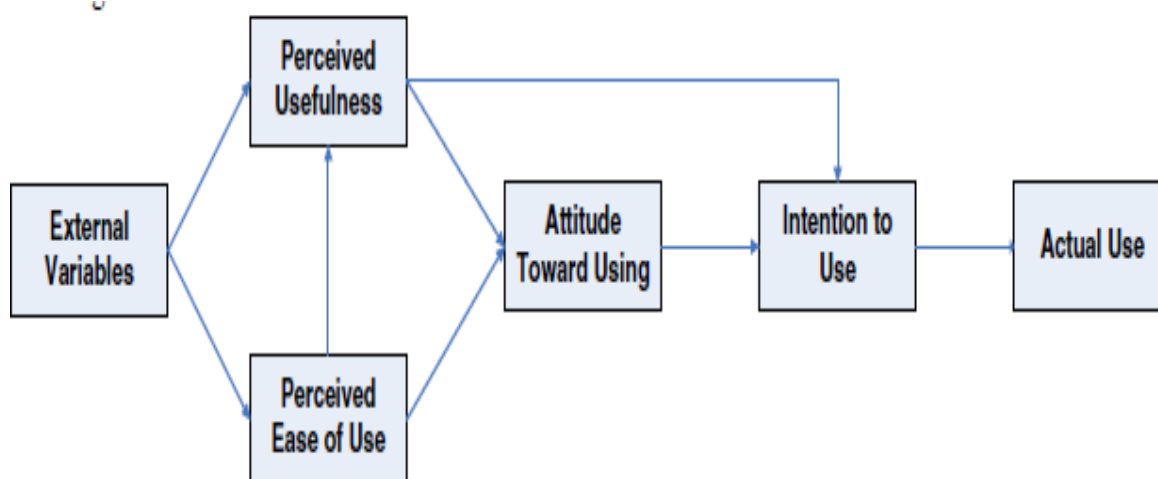 Perceived
Usefulness
External
Variables
Attitude
Toward Using
Intention to
Use
Actual Use
Perceived
Ease of Use